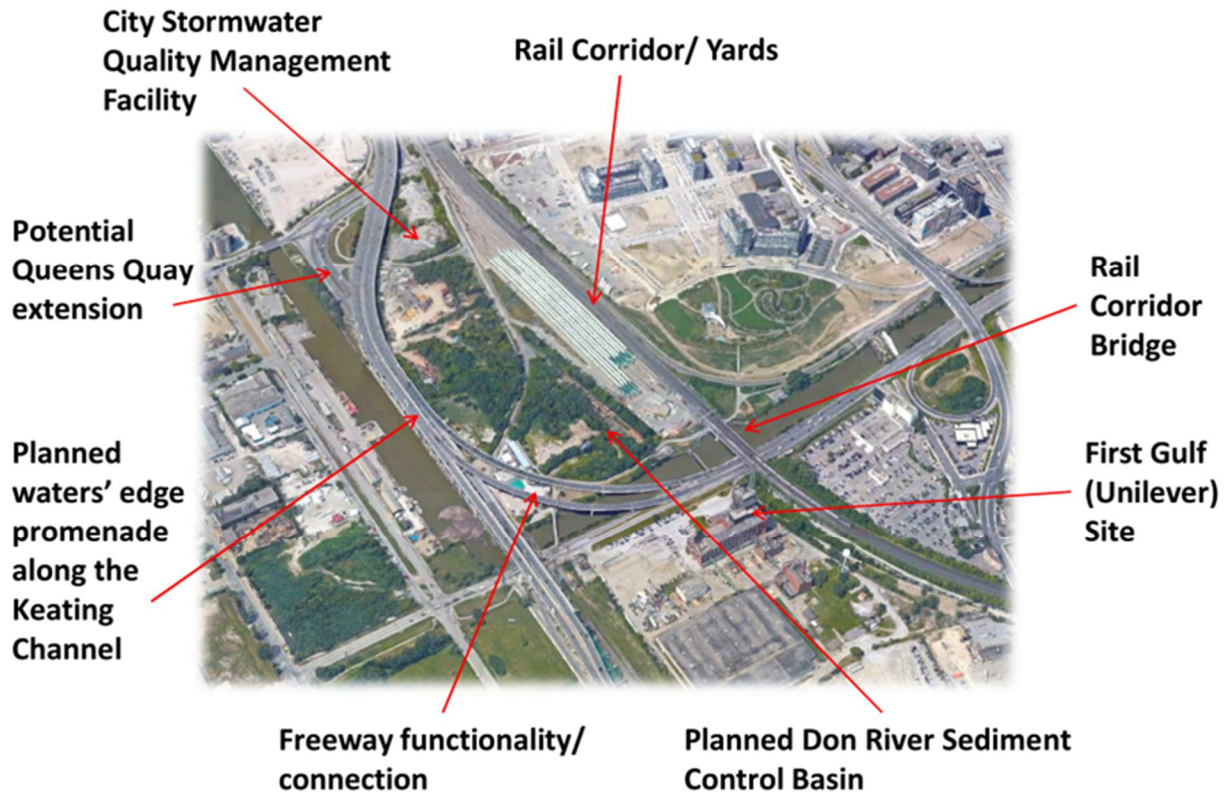 City Stormwater
Quality Management
Facility
Rail Corridor/ Yards
Potential
Queens Quay
extension
Rail
Corridor
Bridge
Planned
waters’ edge
promenade
along the
Keating
Channel
First Gulf
(Unilever)
Site
Freeway functionality/
connection
Planned Don River Sediment
Control Basin